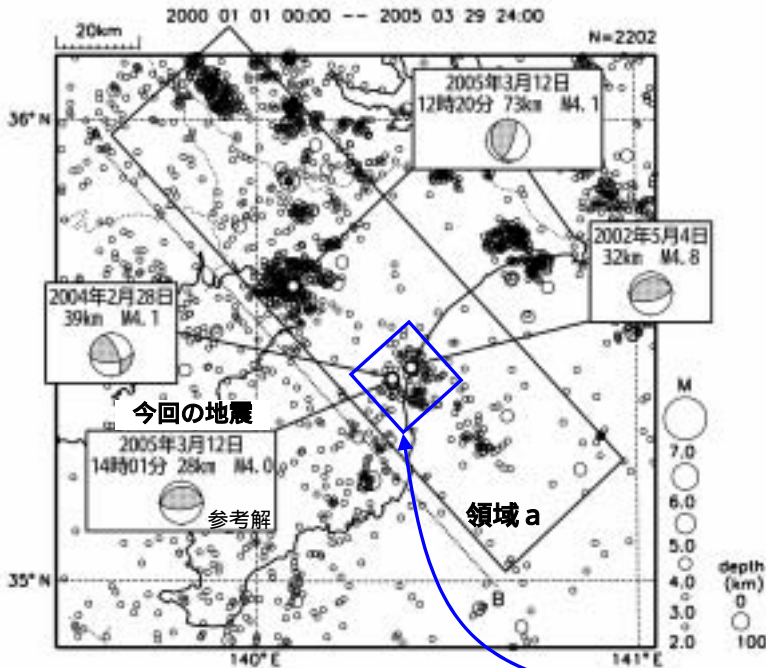 2000 01 01 00:00 -- 2005 03 29 24:00
20km
N=2202
36°N
A
2005年3月12日
12時20分 73km M4.1
2002年5月4日
32km M4.8
2004年2月28日
39km M4.1
今回の地震
2005年3月12日
14時01分 28km M4.0
参考解
領域a
M
7.0
6.0
5.0
4.0
3.0
2.0
depth
(km)
0
100
35°N
B
140°E
141°E